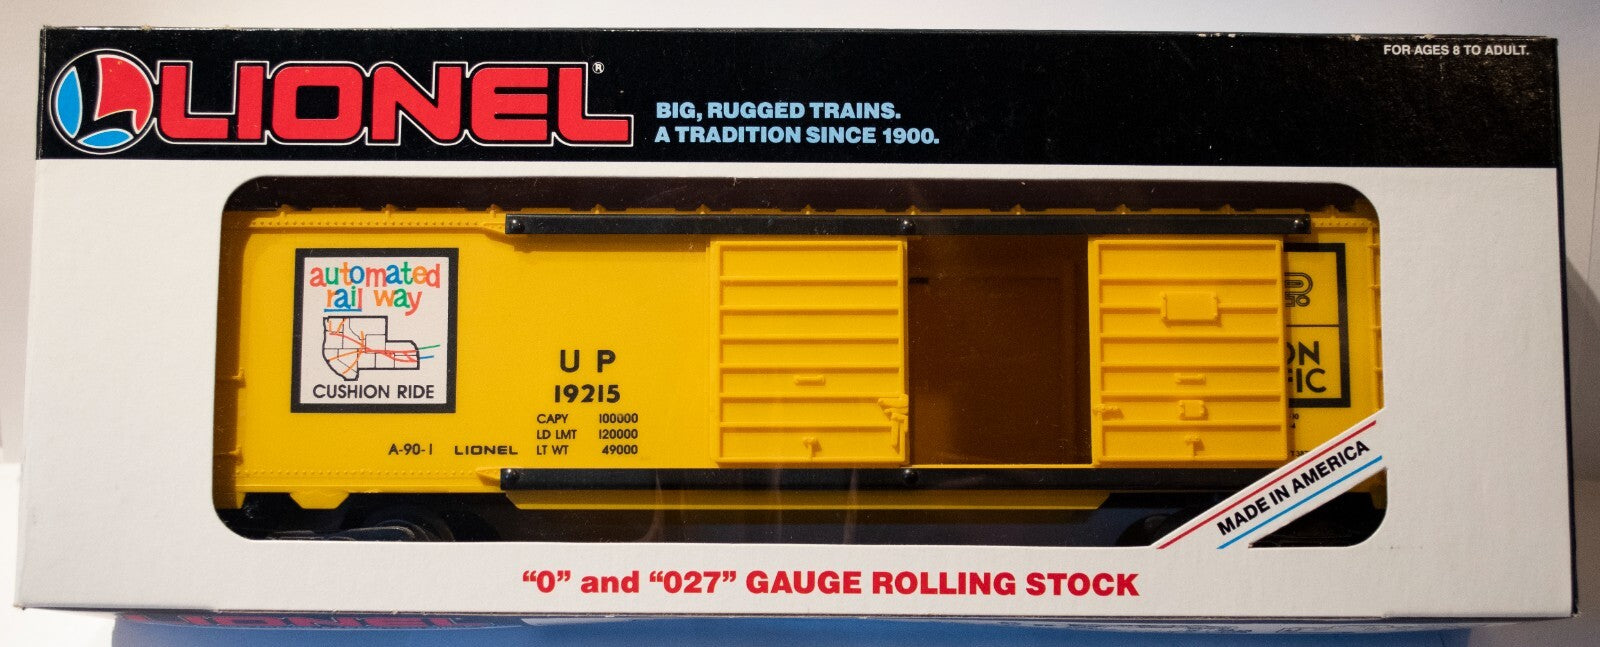 LIONEL®
BIG, RUGGED TRAINS.
A TRADITION SINCE 1900.
FOR AGES 8 TO ADULT.
automated
rail way
CUSHION RIDE
U P
19215
CAPY 100000
LD LMT 120000
LT WT 49000
A-90-1 LIONEL
ON
IC
MADE IN AMERICA
"O" and "027" GAUGE ROLLING STOCK